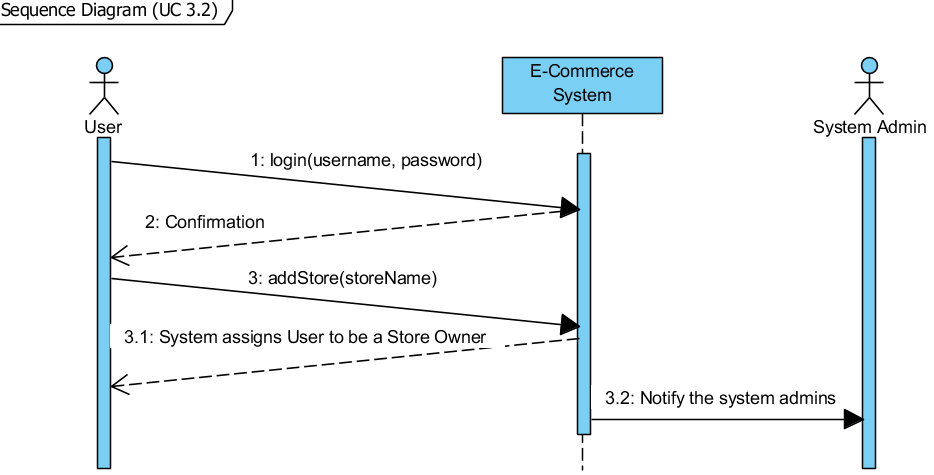 Sequence Diagram (UC 3.2)
E-Commerce
System
User
System Admin
1: login(username, password)
2: Confirmation
3: addStore(storeName)
3.1: System assigns User to be a Store Owner
3.2: Notify the system admins